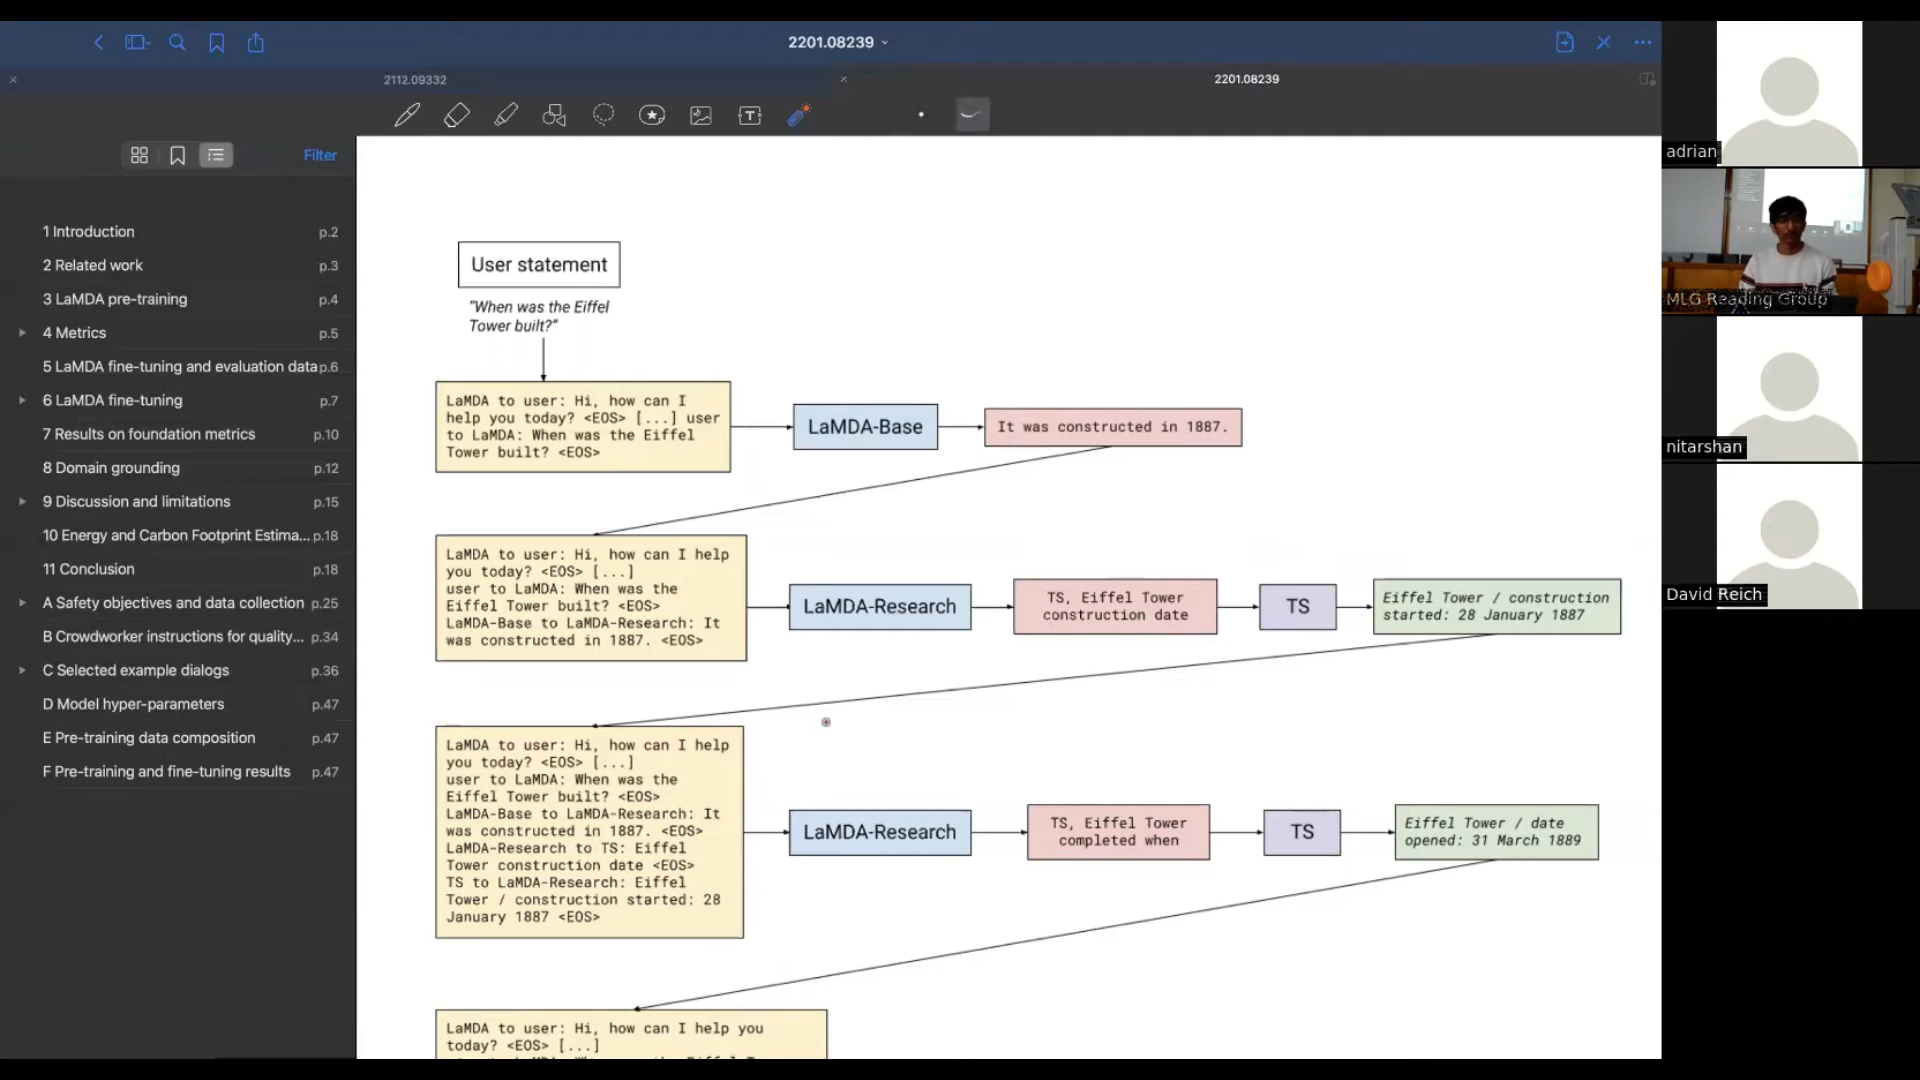 2201.08239
2112.09332
2201.08239
Filter
1 Introduction p.2
2 Related work p.3
3 LaMDA pre-training p.4
4 Metrics p.5
5 LaMDA fine-tuning and evaluation data p.6
6 LaMDA fine-tuning p.7
7 Results on foundation metrics p.10
8 Domain grounding p.12
9 Discussion and limitations p.15
10 Energy and Carbon Footprint Estima... p.18
11 Conclusion p.18
A Safety objectives and data collection p.25
B Crowdworker instructions for quality... p.34
C Selected example dialogs p.36
D Model hyper-parameters p.47
E Pre-training data composition p.47
F Pre-training and fine-tuning results p.47
User statement
"When was the Eiffel
Tower built?"
LaMDA to user: Hi, how can I
help you today? <EOS> [...] user
to LaMDA: When was the Eiffel
Tower built? <EOS>
LaMDA-Base
It was constructed in 1887.
LaMDA to user: Hi, how can I help
you today? <EOS> [...]
user to LaMDA: When was the
Eiffel Tower built? <EOS>
LaMDA-Base to LaMDA-Research: It
was constructed in 1887. <EOS>
LaMDA-Research
TS, Eiffel Tower
construction date
TS
Eiffel Tower / construction
started: 28 January 1887
LaMDA to user: Hi, how can I help
you today? <EOS> [...]
user to LaMDA: When was the
Eiffel Tower built? <EOS>
LaMDA-Base to LaMDA-Research: It
was constructed in 1887. <EOS>
LaMDA-Research to TS: Eiffel
Tower construction date <EOS>
TS to LaMDA-Research: Eiffel
Tower / construction started: 28
January 1887 <EOS>
LaMDA-Research
TS, Eiffel Tower
completed when
TS
Eiffel Tower / date
opened: 31 March 1889
LaMDA to user: Hi, how can I help you
today? <EOS> [...]
adrian
MLG Reading Group
nitarshan
David Reich